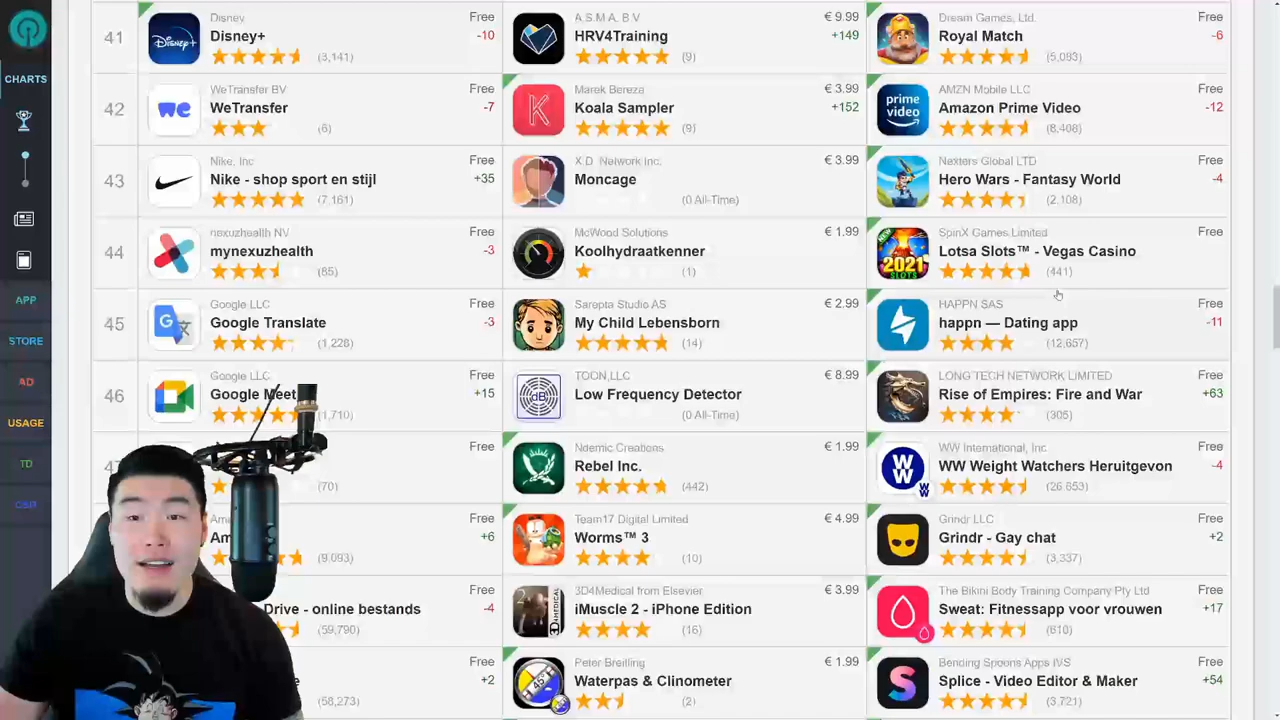 CHARTS
APP
STORE
AD
USAGE
TD
41
Disney
Free
Disney+
-10
(3,141)
A.S.M.A. B.V
€ 9.99
HRV4Training
+149
(9)
Dream Games, Ltd.
Free
Royal Match
-6
(5,093)
42
WeTransfer BV
Free
WeTransfer
-7
(6)
Marek Bereza
€ 3.99
Koala Sampler
+152
(9)
prime
video
AMZN Mobile LLC
Free
Amazon Prime Video
-12
(8,408)
43
Nike, Inc
Free
Nike - shop sport en stijl
+35
(7,161)
X.D. Network Inc.
€ 3.99
Moncage
(0 All-Time)
Nexters Global LTD
Free
Hero Wars - Fantasy World
-4
(2,108)
44
nexuzhealth NV
Free
mynexuzhealth
-3
(85)
McWood Solutions
€ 1.99
Koolhydraatkenner
(1)
NEW
2021
SLOTS
SpinX Games Limited
Free
Lotsa Slots™ - Vegas Casino
(441)
45
Google LLC
Free
Google Translate
-3
(1,228)
Sarepta Studio AS
€ 2.99
My Child Lebensborn
(14)
HAPPN SAS
Free
happn — Dating app
-11
(12,657)
46
Google LLC
Free
Google Meet
+15
(1,710)
dB
TOON,LLC
€ 8.99
Low Frequency Detector
(0 All-Time)
LONG TECH NETWORK LIMITED
Free
Rise of Empires: Fire and War
+63
(305)
Free
(70)
Ndemic Creations
€ 1.99
Rebel Inc.
(442)
WW International, Inc
Free
WW Weight Watchers Heruitgevon
-4
(26,653)
Free
+6
(9,093)
Team17 Digital Limited
€ 4.99
Worms™ 3
(10)
Grindr LLC
Free
Grindr - Gay chat
+2
(3,337)
Free
Drive - online bestands
-4
(59,790)
3D4Medical from Elsevier
€ 3.99
iMuscle 2 - iPhone Edition
(16)
The Bikini Body Training Company Pty Ltd
Free
Sweat: Fitnessapp voor vrouwen
+17
(610)
Free
+2
(58,273)
45°
Peter Breitling
€ 1.99
Waterpas & Clinometer
(2)
Bending Spoons Apps IVS
Free
Splice - Video Editor & Maker
+54
(3,721)